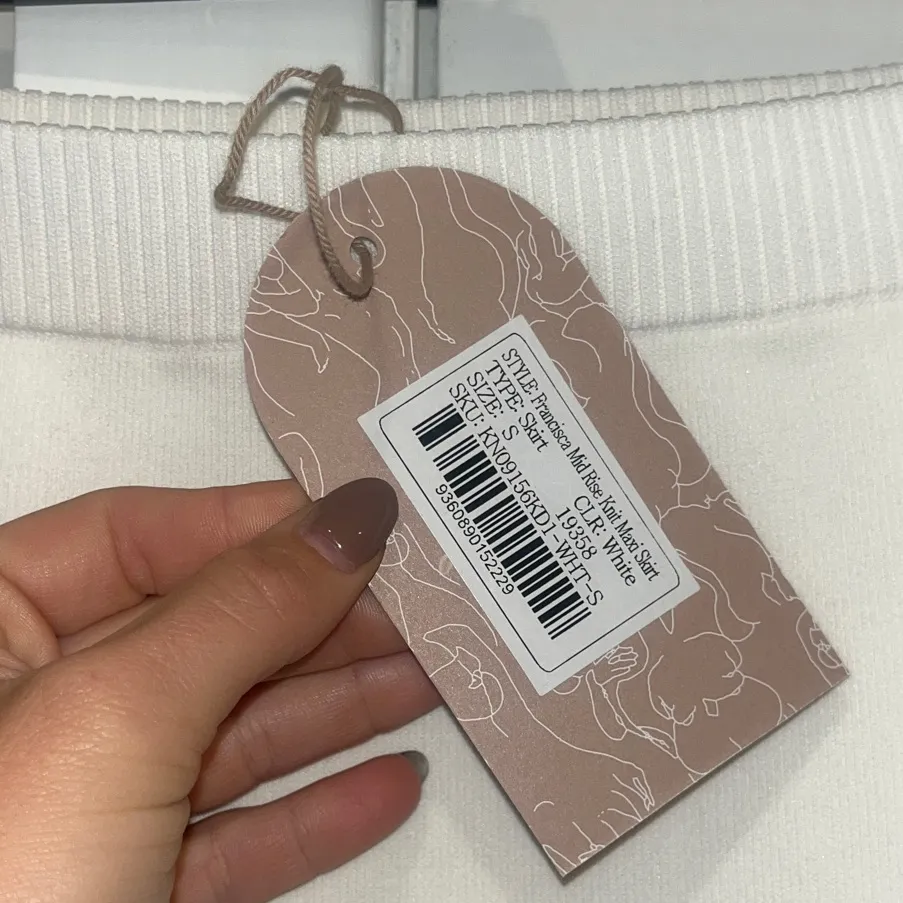 STYLE: Francisca Mid Rise Knit Maxi Skirt
TYPE: Skirt CLR: White
SIZE: S 19358
SKU: KN09156KD1-WHT-S
9360890152229